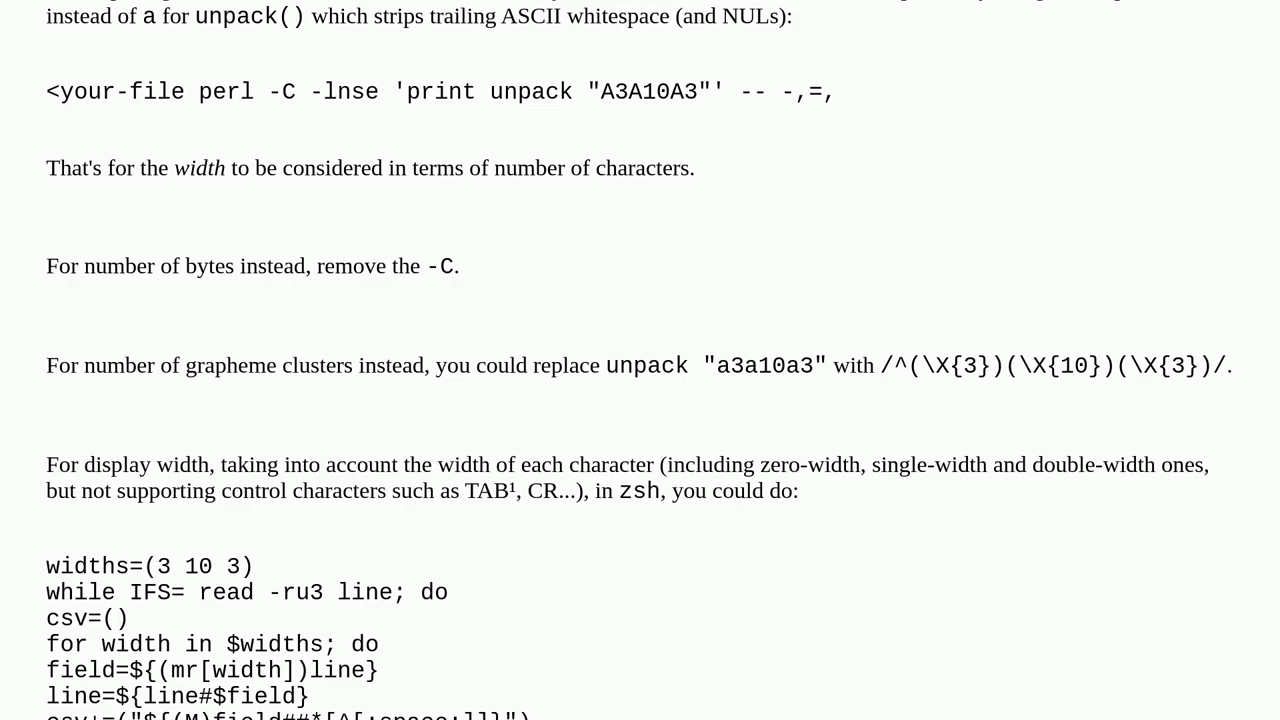 instead of a for unpack() which strips trailing ASCII whitespace (and NULs):
<your-file perl -C -lnse 'print unpack "A3A10A3"' -- -,=,
That's for the width to be considered in terms of number of characters.
For number of bytes instead, remove the -C.
For number of grapheme clusters instead, you could replace unpack "a3a10a3" with /^(\X{3})(\X{10})(\X{3})/.
For display width, taking into account the width of each character (including zero-width, single-width and double-width ones,
but not supporting control characters such as TAB¹, CR...), in zsh, you could do:
widths=(3 10 3)
while IFS= read -ru3 line; do
csv=()
for width in $widths; do
field=${(mr[width])line}
line=${line#$field}